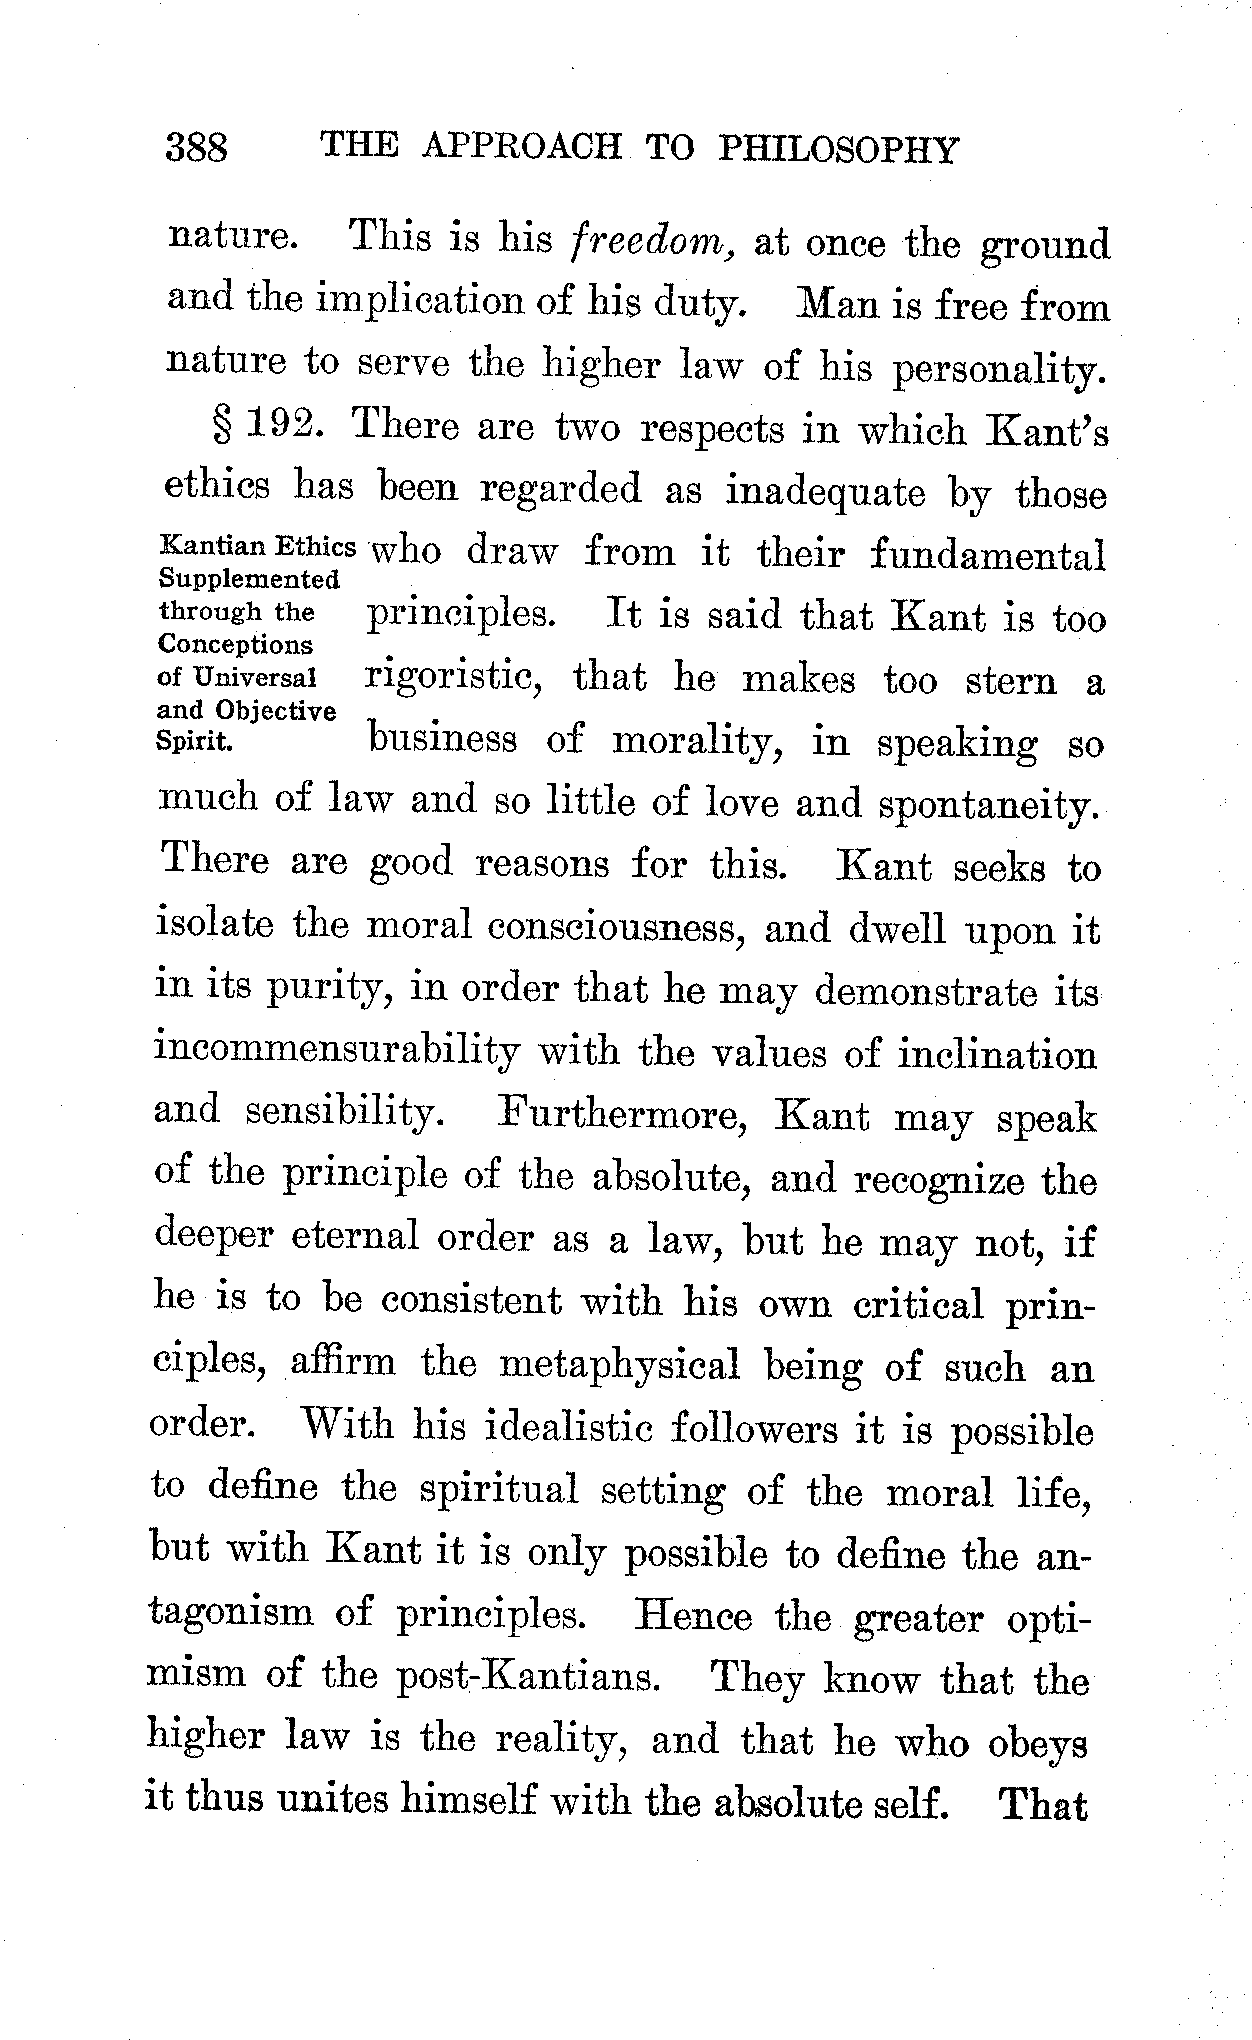 388 THE APPROACH TO PHILOSOPHY
nature. This is his freedom, at once the ground
and the implication of his duty. Man is free from
nature to serve the higher law of his personality.
§ 192. There are two respects in which Kant's
ethics has been regarded as inadequate by those
Kantian Ethics
Supplemented
through the
Conceptions
of Universal
and Objective
Spirit.
who draw from it their fundamental
principles. It is said that Kant is too
rigoristic, that he makes too stern a
business of morality, in speaking so
much of law and so little of love and spontaneity.
There are good reasons for this. Kant seeks to
isolate the moral consciousness, and dwell upon it
in its purity, in order that he may demonstrate its
incommensurability with the values of inclination
and sensibility. Furthermore, Kant may speak
of the principle of the absolute, and recognize the
deeper eternal order as a law, but he may not, if
he is to be consistent with his own critical prin-
ciples, affirm the metaphysical being of such an
order. With his idealistic followers it is possible
to define the spiritual setting of the moral life,
but with Kant it is only possible to define the an-
tagonism of principles. Hence the greater opti-
mism of the post-Kantians. They know that the
higher law is the reality, and that he who obeys
it thus unites himself with the absolute self. That